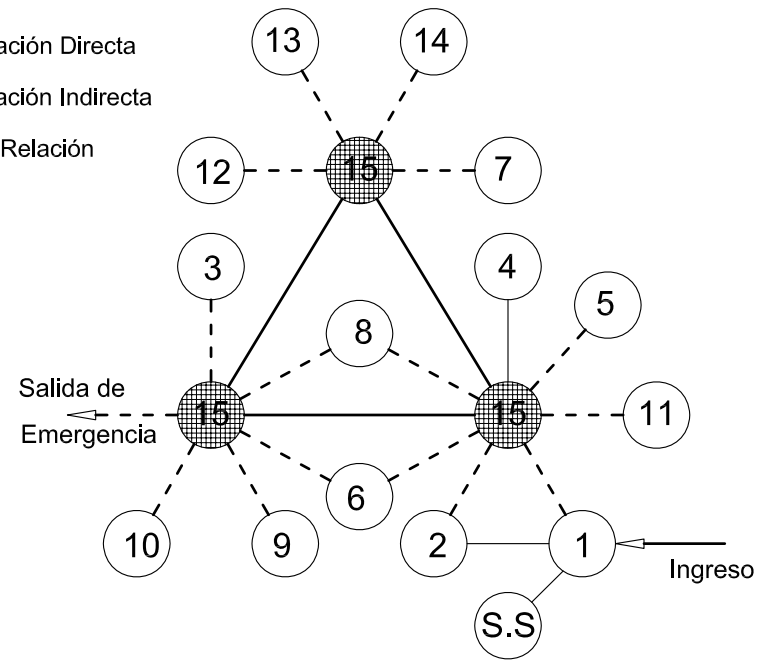 ación Directa
ación Indirecta
Relación
13
14
12
15
7
3
4
5
8
Salida de
Emergencia
15
15
11
6
10
9
2
1
Ingreso
S.S